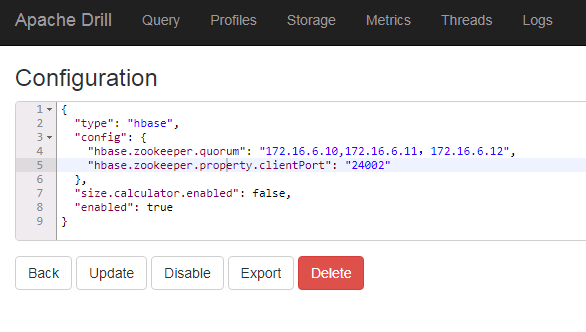 Apache Drill Query Profiles Storage Metrics Threads Logs
Configuration
1 {
2 "type": "hbase",
3 "config": {
4 "hbase.zookeeper.quorum": "172.16.6.10,172.16.6.11，172.16.6.12",
5 "hbase.zookeeper.property.clientPort": "24002"
6 },
7 "size.calculator.enabled": false,
8 "enabled": true
9 }
Back Update Disable Export Delete